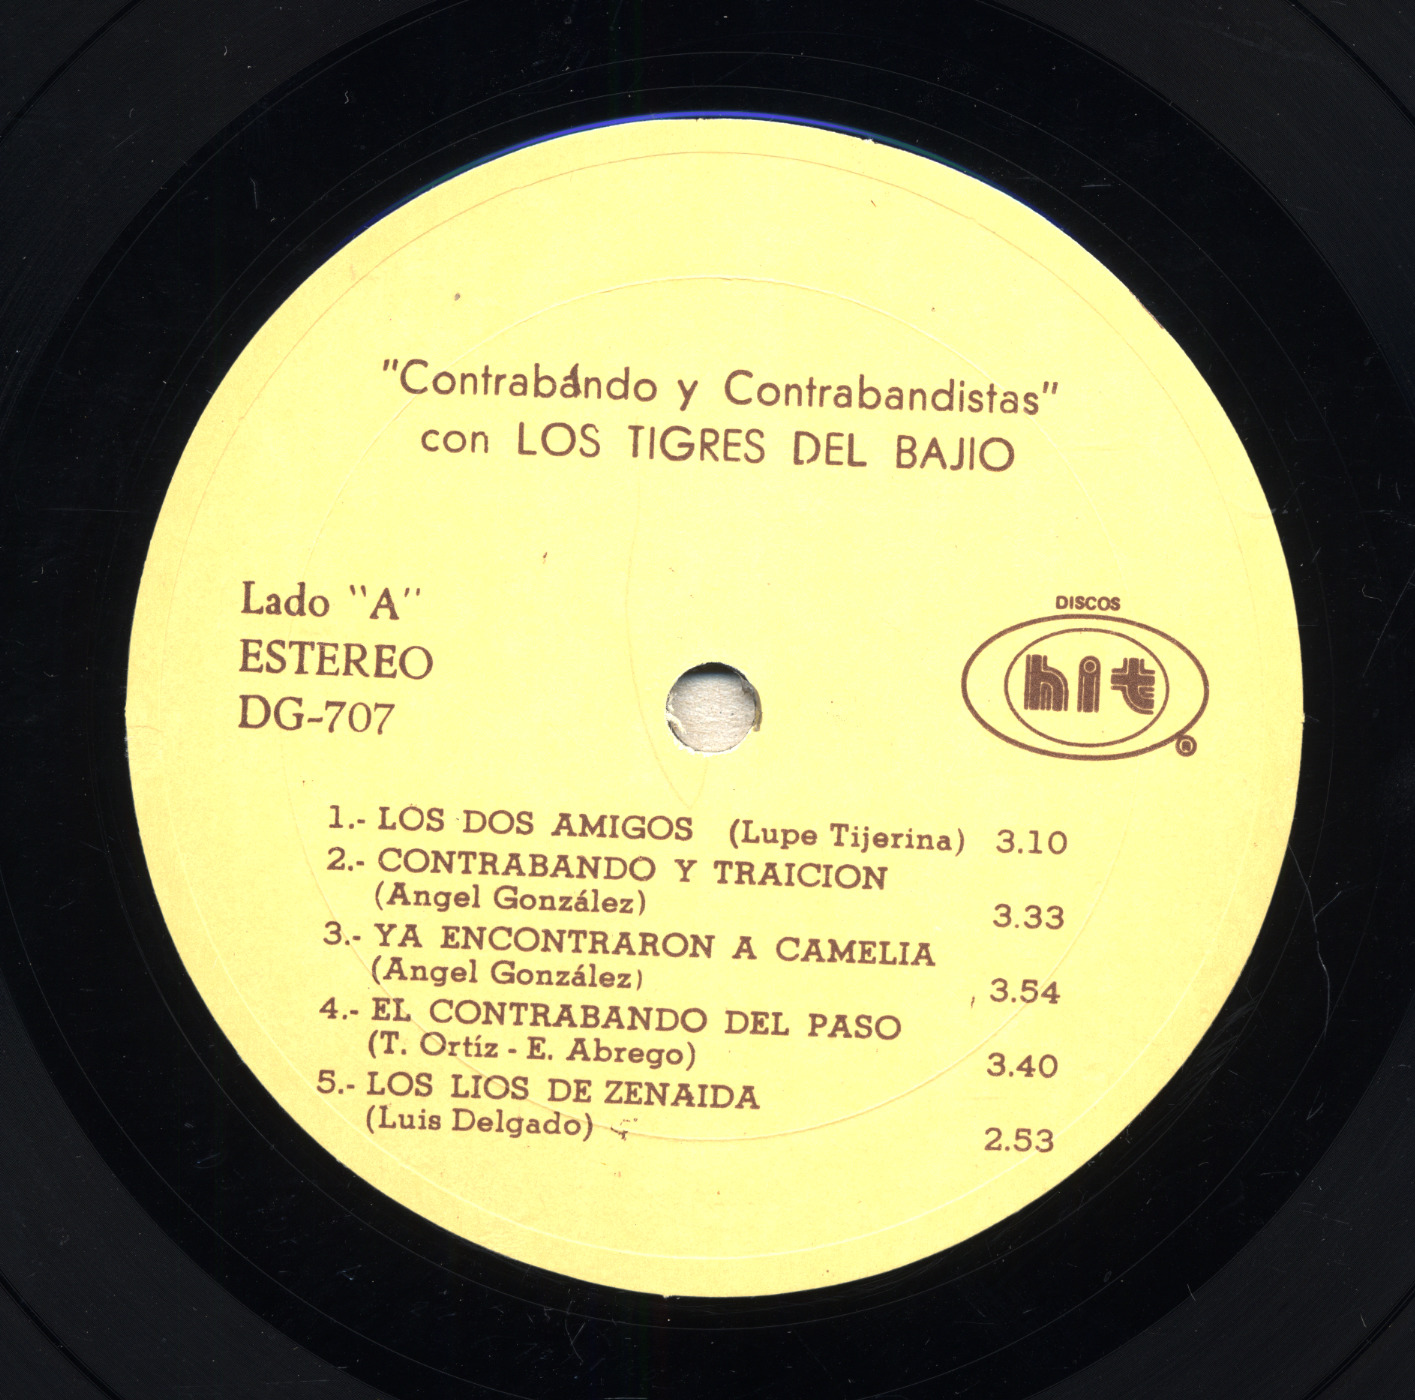 "Contrabándo y Contrabandistas"
con LOS TIGRES DEL BAJIO
Lado "A"
ESTEREO
DG-707
DISCOS
hit
®
1.- LOS DOS AMIGOS (Lupe Tijerina) 3.10
2.- CONTRABANDO Y TRAICION
(Angel González) 3.33
3.- YA ENCONTRARON A CAMELIA
(Angel González) 3.54
4.- EL CONTRABANDO DEL PASO
(T. Ortíz - E. Abrego) 3.40
5.- LOS LIOS DE ZENAIDA
(Luis Delgado) 2.53